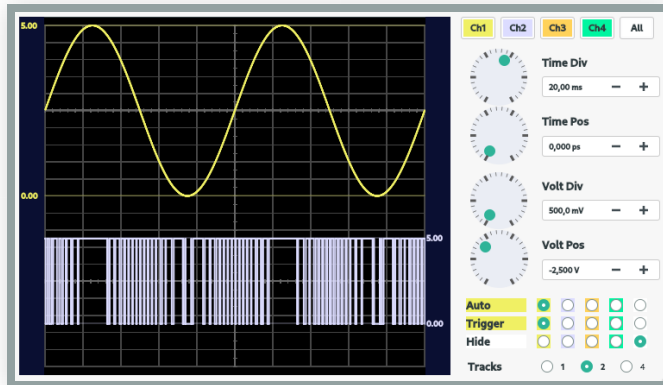 5.00
0.00
5.00
0.00
Ch1 Ch2 Ch3 Ch4 All
Time Div
20,00 ms − +
Time Pos
0,000 ps − +
Volt Div
500,0 mV − +
Volt Pos
-2,500 V − +
Auto
Trigger
Hide
Tracks 1 2 4